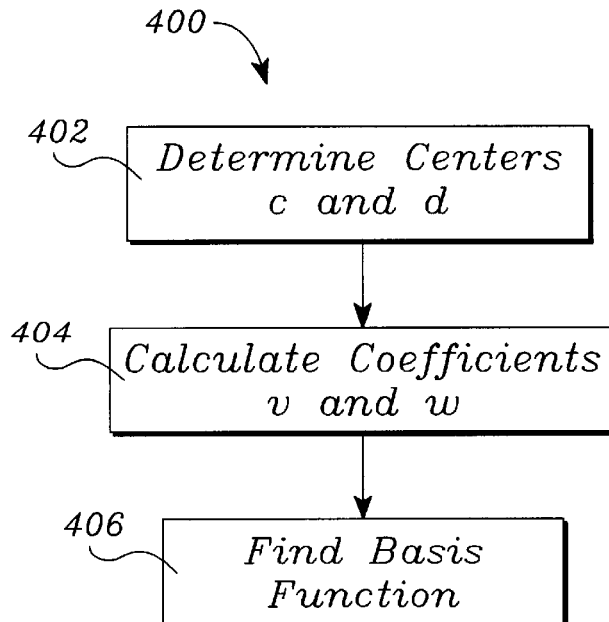 400
402
Determine Centers
c and d
404
Calculate Coefficients
v and w
406
Find Basis
Function